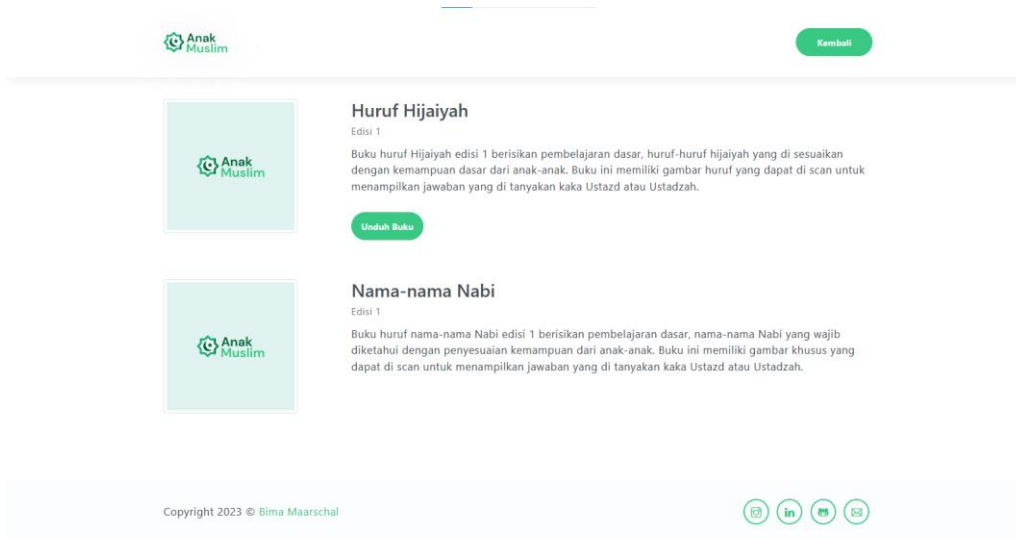 Anak
Muslim
Kembali
Anak
Muslim
Huruf Hijaiyah
Edisi 1
Buku huruf Hijaiyah edisi 1 berisikan pembelajaran dasar, huruf-huruf hijaiyah yang di sesuaikan
dengan kemampuan dasar dari anak-anak. Buku ini memiliki gambar huruf yang dapat di scan untuk
menampilkan jawaban yang di tanyakan kaka Ustazd atau Ustadzah.
Unduh Buku
Anak
Muslim
Nama-nama Nabi
Edisi 1
Buku huruf nama-nama Nabi edisi 1 berisikan pembelajaran dasar, nama-nama Nabi yang wajib
diketahui dengan penyesuaian kemampuan dari anak-anak. Buku ini memiliki gambar khusus yang
dapat di scan untuk menampilkan jawaban yang di tanyakan kaka Ustazd atau Ustadzah.
Copyright 2023 © Bima Maarschal
in